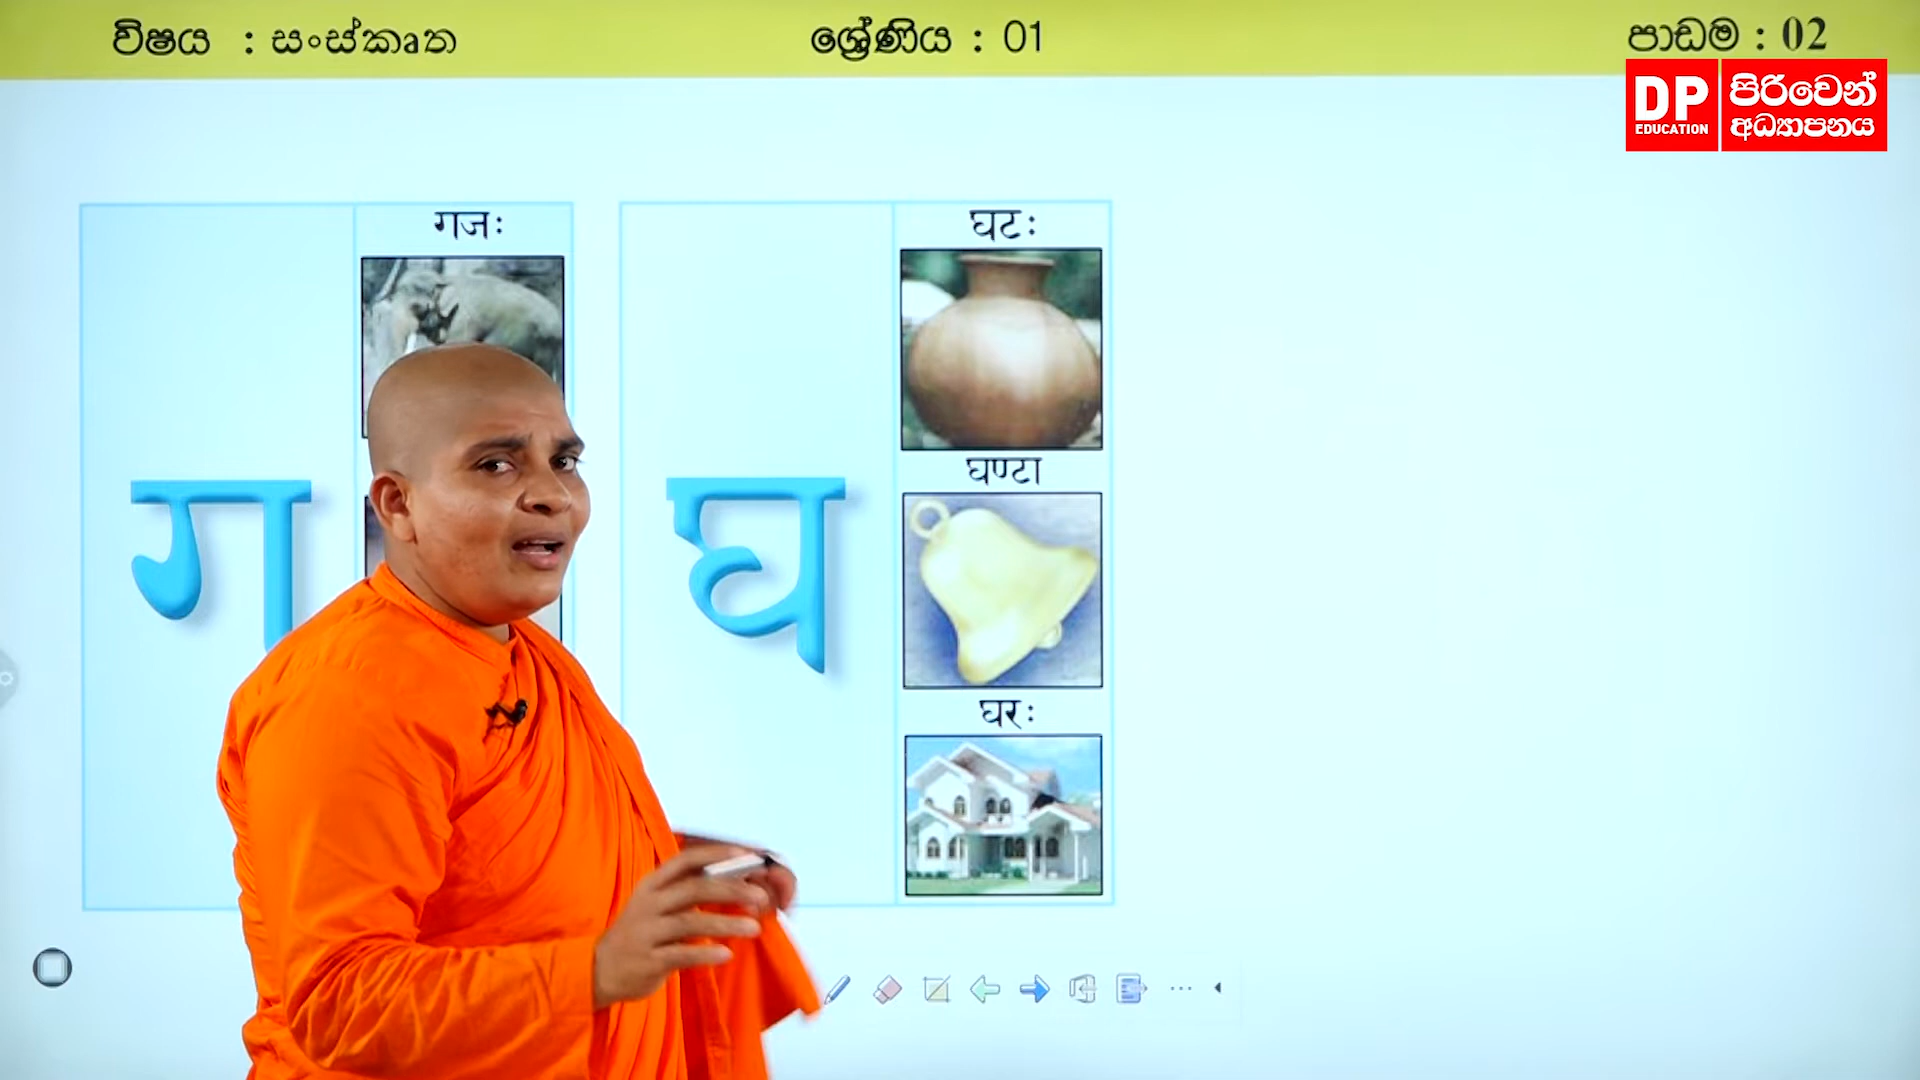 විෂය : සංස්කෘත
ශ්‍රේණිය : 01
පාඩම : 02
DP
EDUCATION
පිරිවෙන්
අධ්‍යාපනය
गजः
ग
घटः
घण्टा
घ
घरः